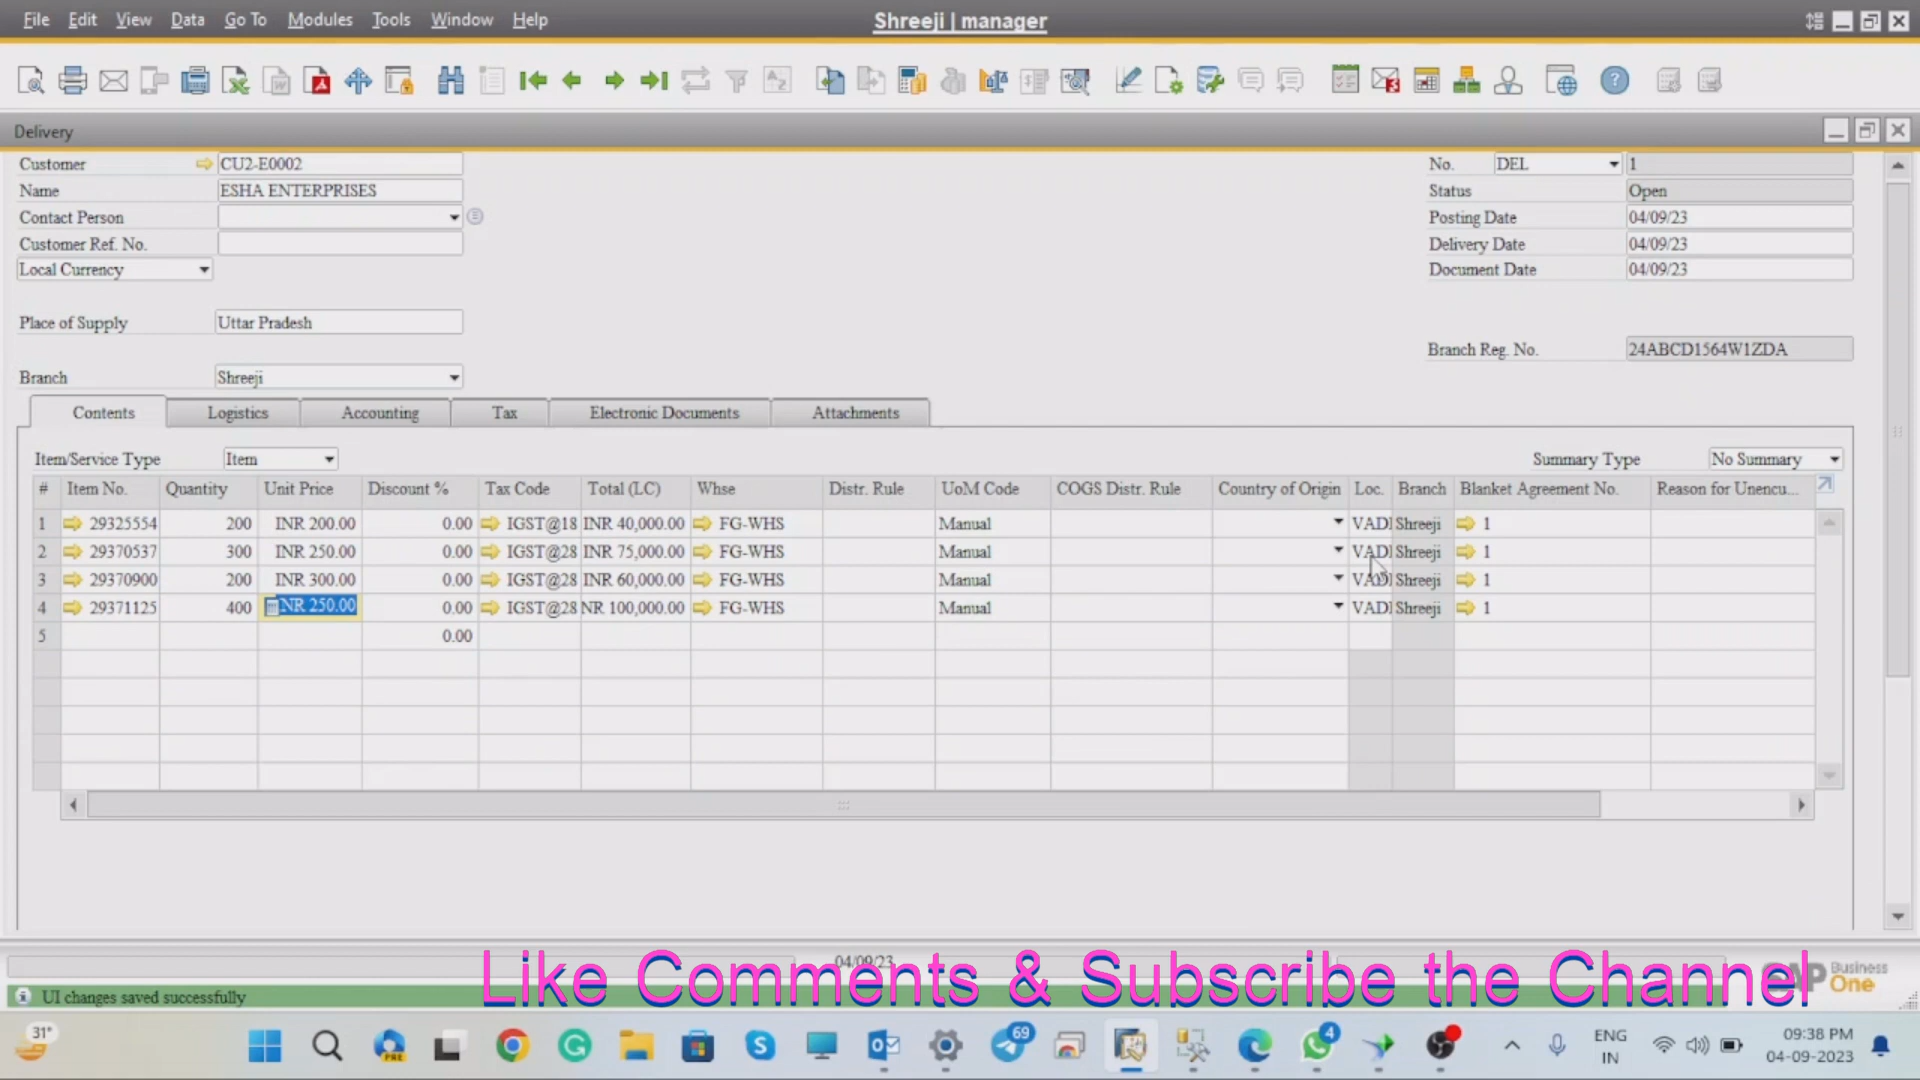 File Edit View Data Go To Modules Tools Window Help
Shreeji | manager
Delivery
Customer CU2-E0002
No. DEL 1
Name ESHA ENTERPRISES
Status Open
Contact Person
Posting Date 04/09/23
Customer Ref. No.
Delivery Date 04/09/23
Local Currency
Document Date 04/09/23
Place of Supply Uttar Pradesh
Branch Reg. No. 24ABCD1564W1ZDA
Branch Shreeji
Contents Logistics Accounting Tax Electronic Documents Attachments
Item/Service Type Item
Summary Type No Summary
# Item No. Quantity Unit Price Discount % Tax Code Total (LC) Whse Distr. Rule UoM Code COGS Distr. Rule Country of Origin Loc. Branch Blanket Agreement No. Reason for Unencu...
1 29325554 200 INR 200.00 0.00 IGST@18 INR 40,000.00 FG-WHS Manual VADI Shreeji 1
2 29370537 300 INR 250.00 0.00 IGST@28 INR 75,000.00 FG-WHS Manual VADI Shreeji 1
3 29370900 200 INR 300.00 0.00 IGST@28 INR 60,000.00 FG-WHS Manual VADI Shreeji 1
4 29371125 400 INR 250.00 0.00 IGST@28 NR 100,000.00 FG-WHS Manual VADI Shreeji 1
5 0.00
04/09/23
Like Comments & Subscribe the Channel
SAP Business One
UI changes saved successfully
31°
PRE
69
4
ENG
IN
09:38 PM
04-09-2023